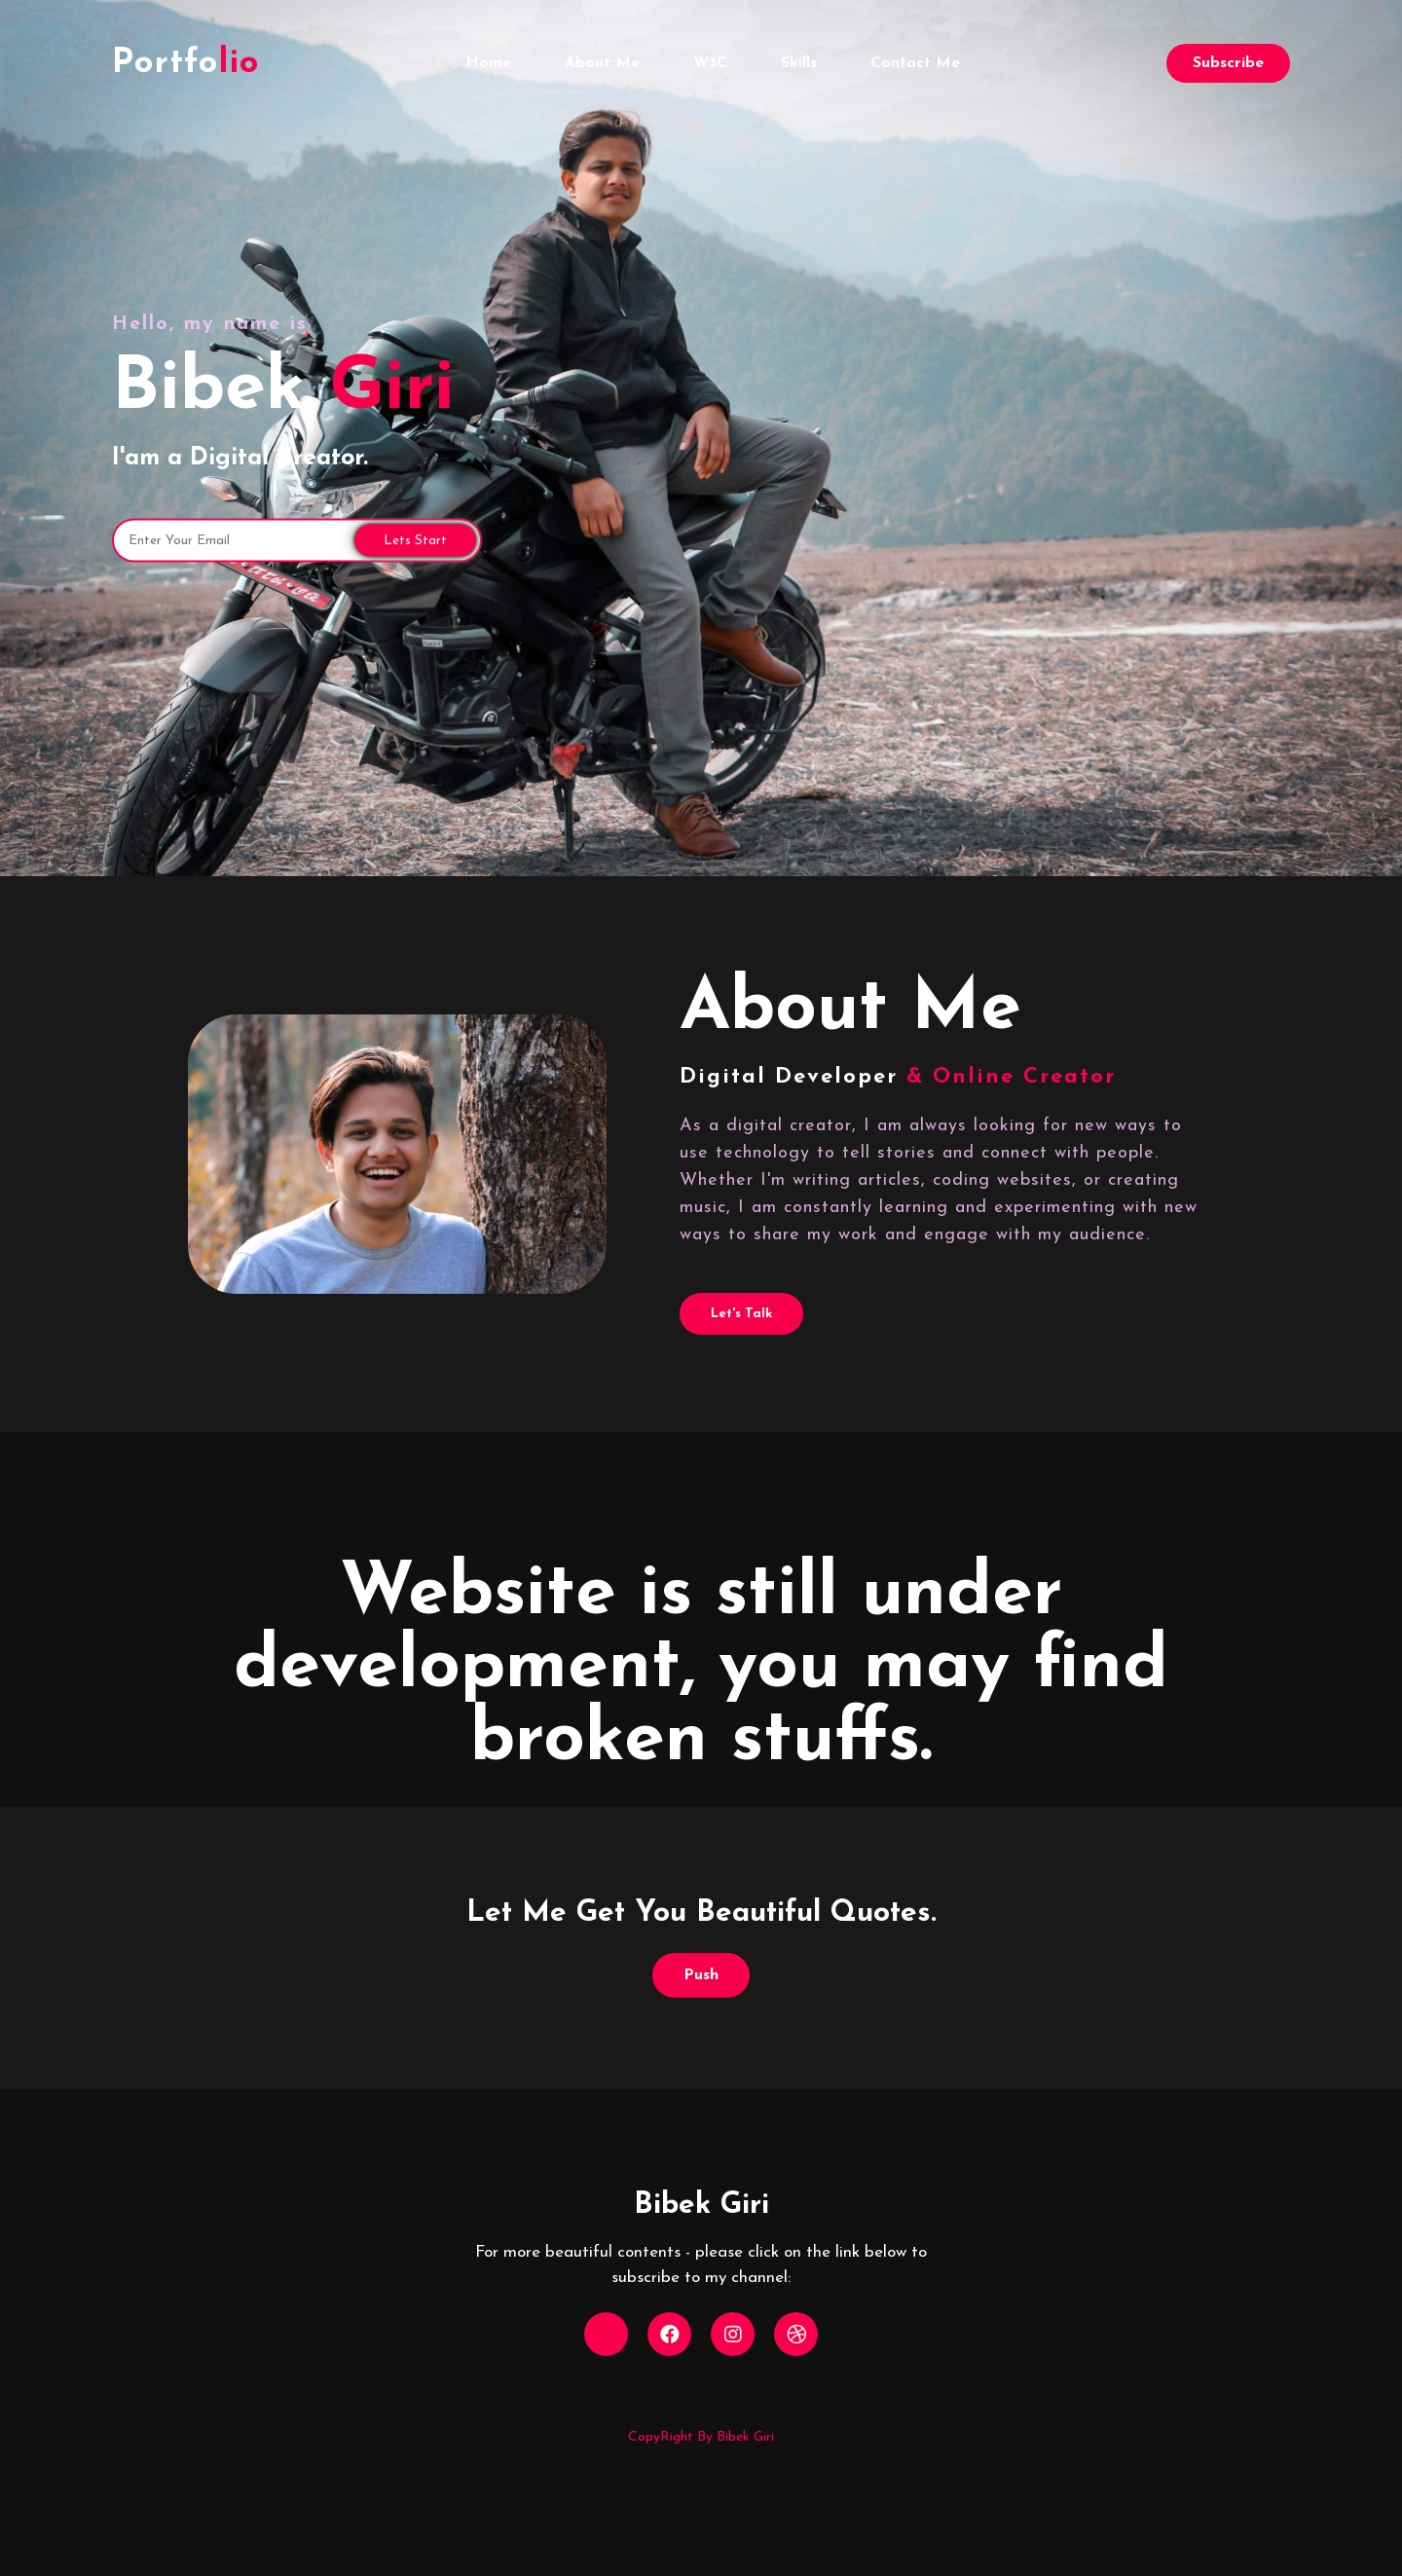 Portfolio
Home About Me W3C Skills Contact Me
Subscribe
Hello, my name is
Bibek Giri
I'am a Digital Creator.
Enter Your Email
Lets Start
About Me
Digital Developer & Online Creator
As a digital creator, I am always looking for new ways to
use technology to tell stories and connect with people.
Whether I'm writing articles, coding websites, or creating
music, I am constantly learning and experimenting with new
ways to share my work and engage with my audience.
Let's Talk
Website is still under
development, you may find
broken stuffs.
Let Me Get You Beautiful Quotes.
Push
Bibek Giri
For more beautiful contents - please click on the link below to
subscribe to my channel:
CopyRight By Bibek Giri